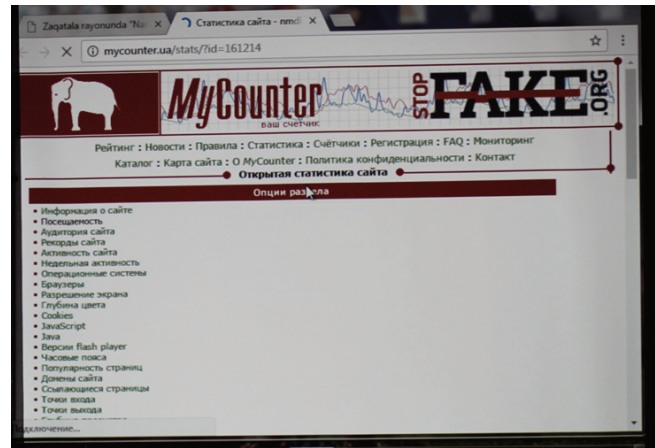 Zaqatala rayonunda "Na
Статистика сайта - nmd
mycounter.ua/stats/?id=161214
MyCounter
ваш счетчик
STOP
FAKE
.ORG
Рейтинг : Новости : Правила : Статистика : Счётчики : Регистрация : FAQ : Мониторинг
Каталог : Карта сайта : О MyCounter : Политика конфиденциальности : Контакт
Открытая статистика сайта
Опции раздела
• Информация о сайте
• Посещаемость
• Аудитория сайта
• Рекорды сайта
• Активность сайта
• Недельная активность
• Операционные системы
• Браузеры
• Разрешение экрана
• Глубина цвета
• Cookies
• JavaScript
• Java
• Версии flash player
• Часовые пояса
• Популярность страниц
• Домены сайта
• Ссылающиеся страницы
• Точки входа
• Точки выхода
Подключение...